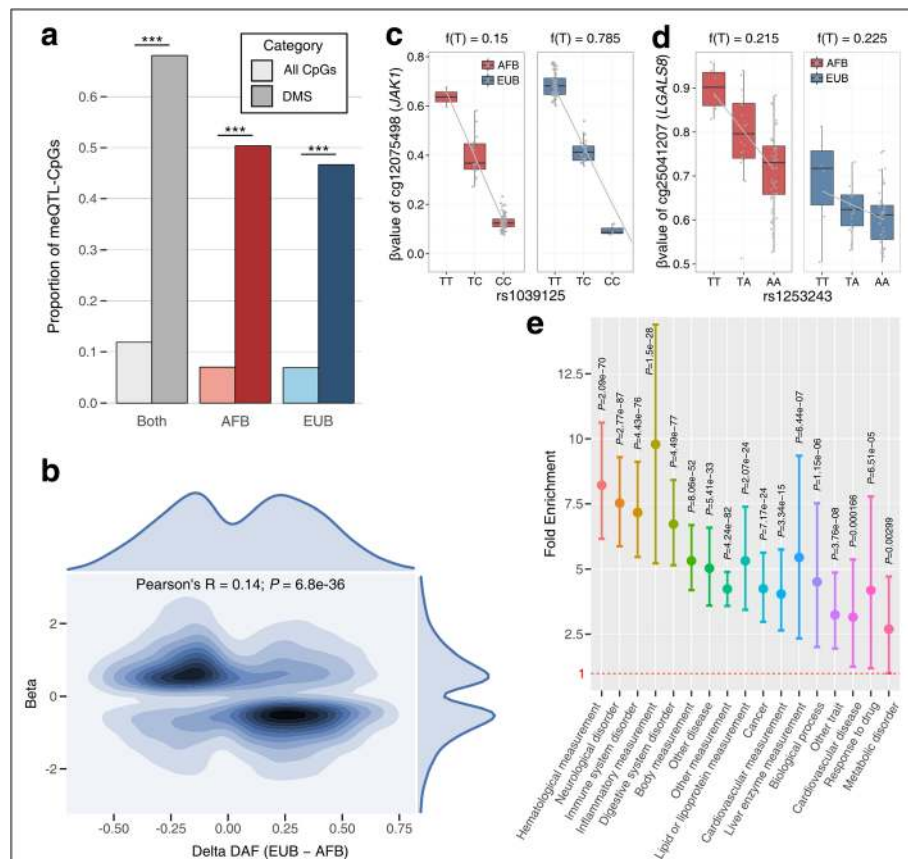 a
Proportion of meQTL-CpGs
0.6
0.5
0.4
0.3
0.2
0.1
0.0
***
***
***
Category
All CpGs
DMS
Both
AFB
EUB
b
Pearson's R = 0.14; P = 6.8e-36
Beta
2
0
-2
-0.50
-0.25
0.00
0.25
0.50
0.75
Delta DAF (EUB − AFB)
c
f(T) = 0.15
f(T) = 0.785
AFB
EUB
βvalue of cg12075498 (JAK1)
0.8
0.6
0.4
0.2
0.0
TT
TC
CC
TT
TC
CC
rs1039125
d
f(T) = 0.215
f(T) = 0.225
AFB
EUB
βvalue of cg25041207 (LGALS8)
0.9
0.8
0.7
0.6
0.5
TT
TA
AA
TT
TA
AA
rs1253243
e
Fold Enrichment
12.5
10
7.5
5
2.5
1
P=2.09e−70
P=2.77e−87
P=4.43e−76
P=1.5e−28
P=4.49e−77
P=6.06e−52
P=5.41e−33
P=4.24e−82
P=2.07e−24
P=7.17e−24
P=3.34e−15
P=6.44e−07
P=1.15e−06
P=3.76e−08
P=0.000166
P=6.51e−05
P=0.00299
Hematological measurement
Neurological disorder
Immune system disorder
Inflammatory measurement
Digestive system disorder
Body measurement
Other disease
Other measurement
Lipid or lipoprotein measurement
Cancer
Cardiovascular measurement
Liver enzyme measurement
Biological process
Other trait
Cardiovascular disease
Response to drug
Metabolic disorder